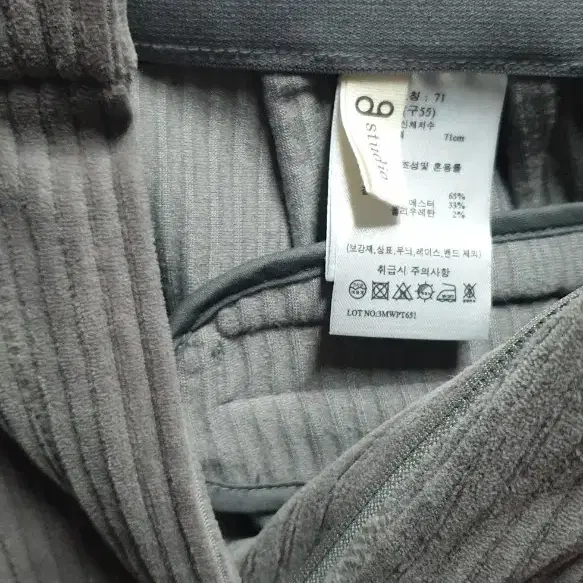 g
studio
칭 : 71
(구55)
신체치수
71cm
조성및 혼용률
65%
에스터 33%
리우레탄 2%
(보강재,상표,무늬,레이스,밴드 제외)
취급시 주의사항
LOT NO:3MWPT651